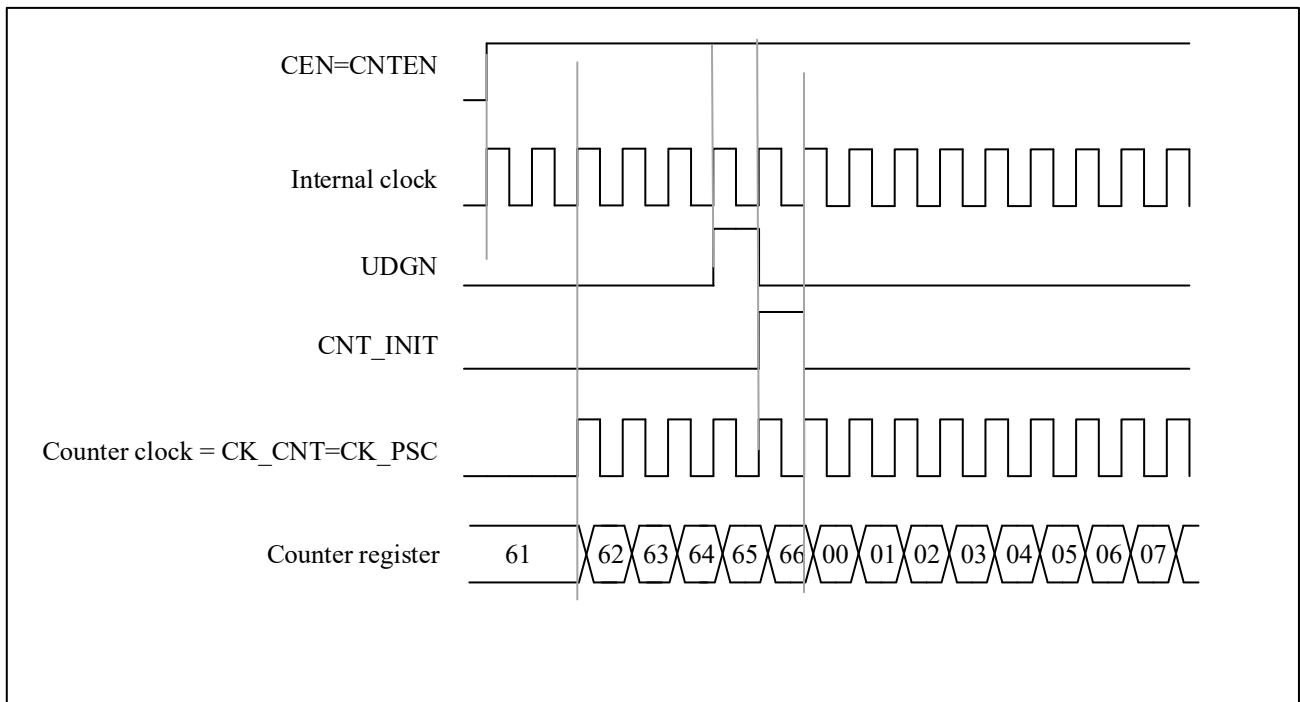 CEN=CNTEN
Internal clock
UDGN
CNT_INIT
Counter clock = CK_CNT=CK_PSC
Counter register 61 62 63 64 65 66 00 01 02 03 04 05 06 07